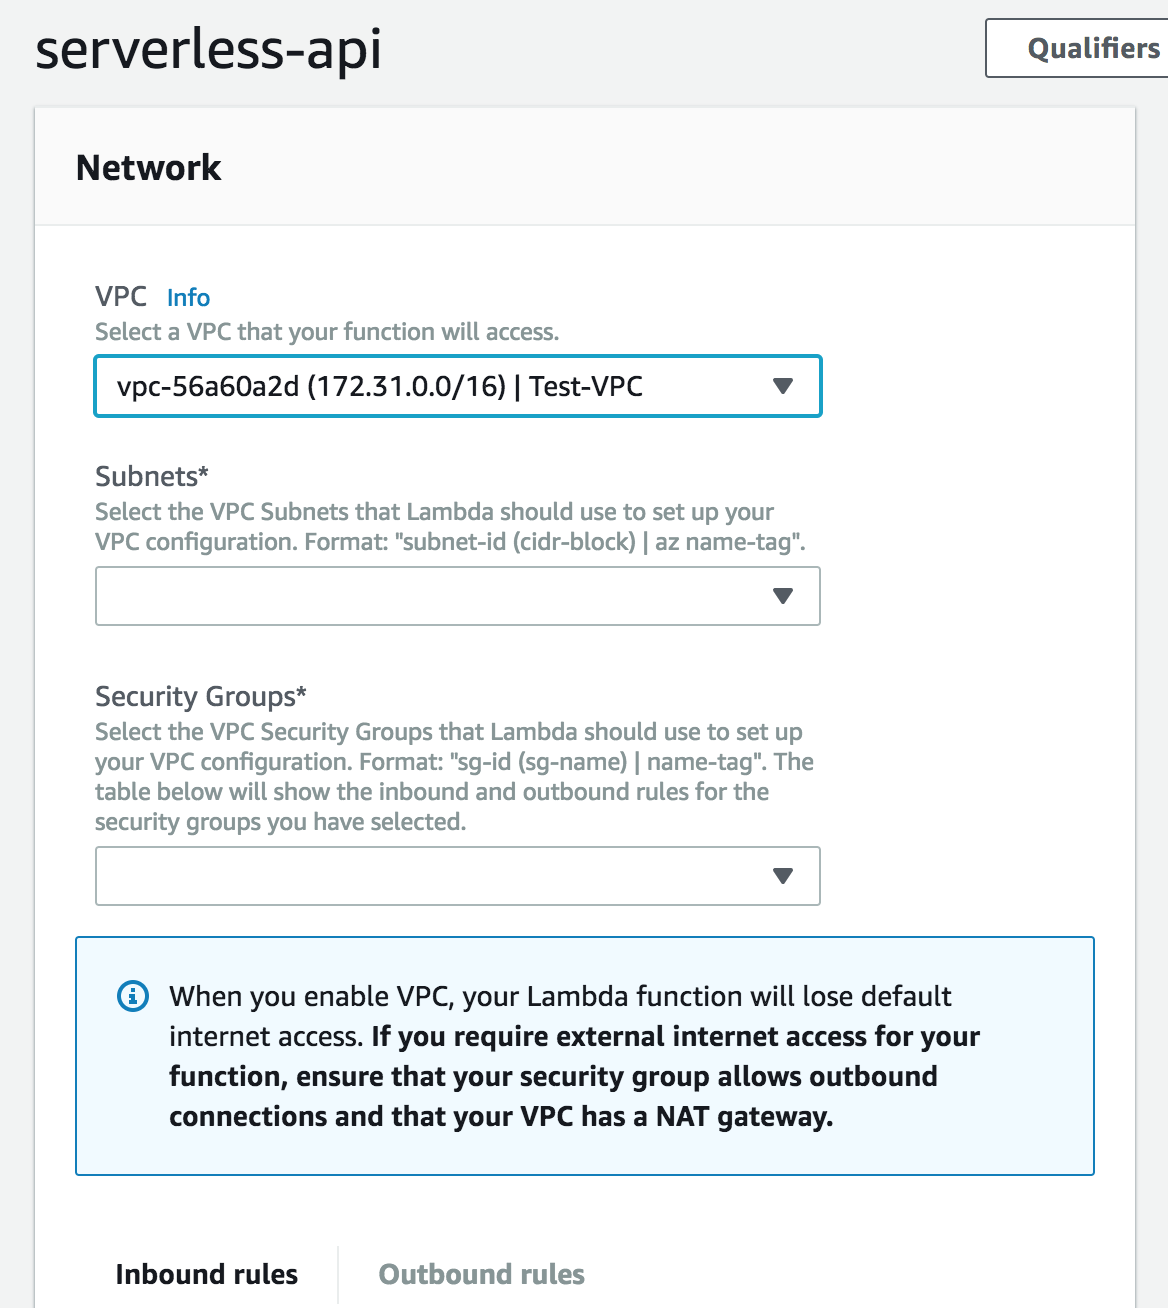 serverless-api
Qualifiers
Network
VPC Info
Select a VPC that your function will access.
vpc-56a60a2d (172.31.0.0/16) | Test-VPC
Subnets*
Select the VPC Subnets that Lambda should use to set up your
VPC configuration. Format: "subnet-id (cidr-block) | az name-tag".
Security Groups*
Select the VPC Security Groups that Lambda should use to set up
your VPC configuration. Format: "sg-id (sg-name) | name-tag". The
table below will show the inbound and outbound rules for the
security groups you have selected.
When you enable VPC, your Lambda function will lose default
internet access. If you require external internet access for your
function, ensure that your security group allows outbound
connections and that your VPC has a NAT gateway.
Inbound rules
Outbound rules